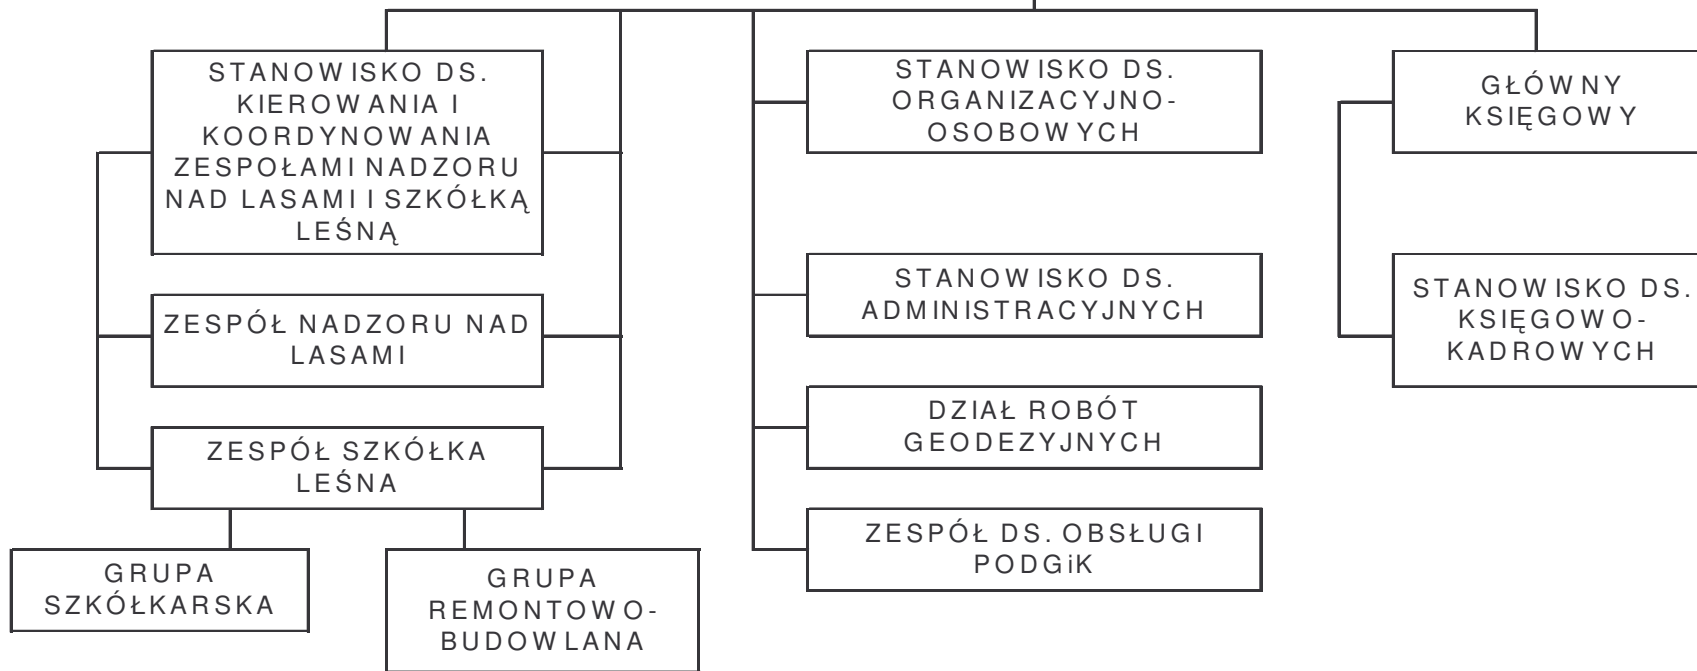 STANOWISKO DS.
KIEROWANIA I
KOORDYNOWANIA
ZESPOŁAMI NADZORU
NAD LASAMI I SZKÓŁKĄ
LEŚNĄ
ZESPÓŁ NADZORU NAD
LASAMI
ZESPÓŁ SZKÓŁKA
LEŚNA
GRUPA
SZKÓŁKARSKA
GRUPA
REMONTOWO-
BUDOWLANA
STANOWISKO DS.
ORGANIZACYJNO-
OSOBOWYCH
STANOWISKO DS.
ADMINISTRACYJNYCH
DZIAŁ ROBÓT
GEODEZYJNYCH
ZESPÓŁ DS. OBSŁUGI
PODGiK
GŁÓWNY
KSIĘGOWY
STANOWISKO DS.
KSIĘGOWO-
KADROWYCH